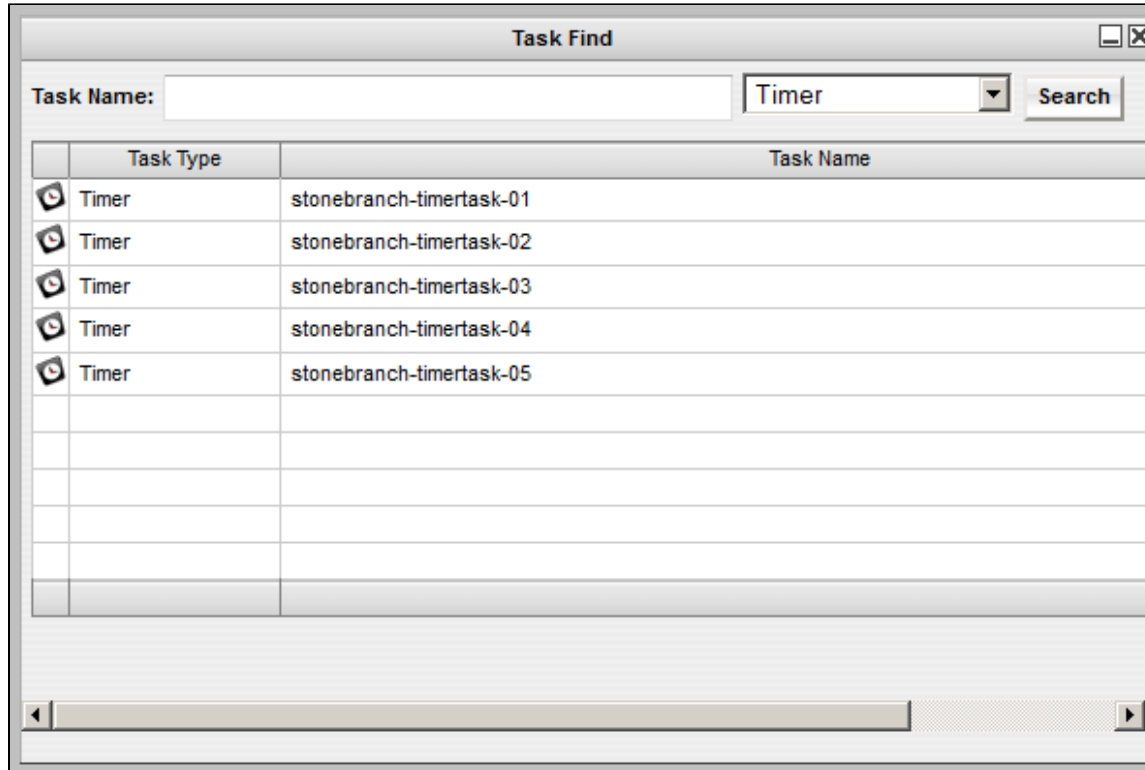 Task Find
Task Name: Timer Search
Task Type Task Name
Timer stonebranch-timertask-01
Timer stonebranch-timertask-02
Timer stonebranch-timertask-03
Timer stonebranch-timertask-04
Timer stonebranch-timertask-05